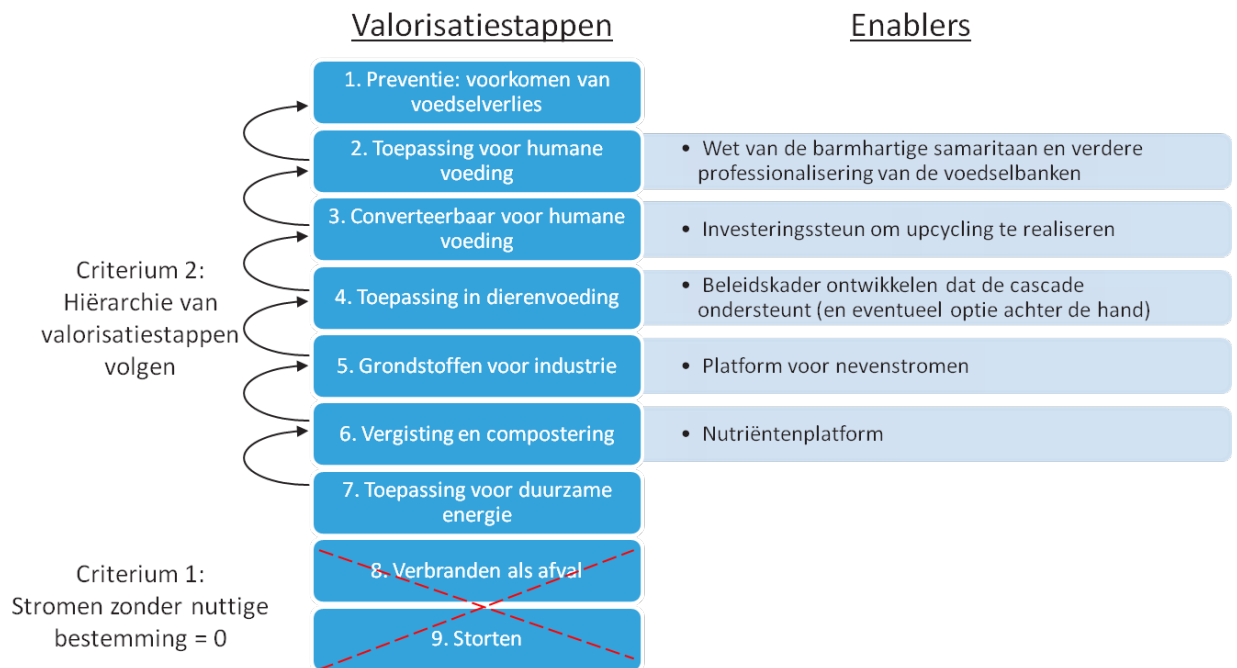 Valorisatiestappen
Enablers
1. Preventie: voorkomen van
voedselverlies
2. Toepassing voor humane
voeding
• Wet van de barmhartige samaritaan en verdere
professionalisering van de voedselbanken
3. Converteerbaar voor humane
voeding
• Investeringssteun om upcycling te realiseren
Criterium 2:
Hiërarchie van
valorisatiestappen
volgen
4. Toepassing in dierenvoeding
• Beleidskader ontwikkelen dat de cascade
ondersteunt (en eventueel optie achter de hand)
5. Grondstoffen voor industrie
• Platform voor nevenstromen
6. Vergisting en compostering
• Nutriëntenplatform
7. Toepassing voor duurzame
energie
Criterium 1:
Stromen zonder nuttige
bestemming = 0
8. Verbranden als afval
9. Storten